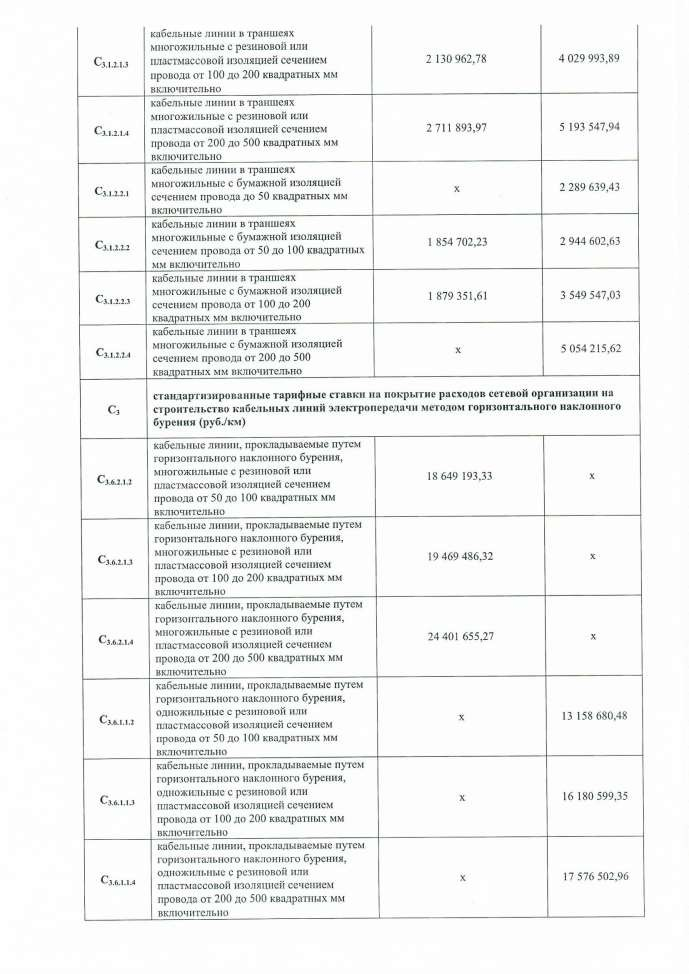 кабельные линии в траншеях
многожильные с резиновой или
C3.1.2.1.3 пластмассовой изоляцией сечением 2 130 962,78 4 029 993,89
провода от 100 до 200 квадратных мм
включительно
кабельные линии в траншеях
многожильные с резиновой или
C3.1.2.1.4 пластмассовой изоляцией сечением 2 711 893,97 5 193 547,94
провода от 200 до 500 квадратных мм
включительно
кабельные линии в траншеях
многожильные с бумажной изоляцией
C3.1.2.2.1 сечением провода до 50 квадратных мм х 2 289 639,43
включительно
кабельные линии в траншеях
многожильные с бумажной изоляцией
C3.1.2.2.2 сечением провода от 50 до 100 квадратных 1 854 702,23 2 944 602,63
мм включительно
кабельные линии в траншеях
многожильные с бумажной изоляцией
C3.1.2.2.3 сечением провода от 100 до 200 1 879 351,61 3 549 547,03
квадратных мм включительно
кабельные линии в траншеях
многожильные с бумажной изоляцией
C3.1.2.2.4 сечением провода от 200 до 500 х 5 054 215,62
квадратных мм включительно
стандартизированные тарифные ставки на покрытие расходов сетевой организации на
C3 строительство кабельных линий электропередачи методом горизонтального наклонного
бурения (руб./км)
кабельные линии, прокладываемые путем
горизонтального наклонного бурения,
многожильные с резиновой или
C3.6.2.1.2 пластмассовой изоляцией сечением 18 649 193,33 х
провода от 50 до 100 квадратных мм
включительно
кабельные линии, прокладываемые путем
горизонтального наклонного бурения,
многожильные с резиновой или
C3.6.2.1.3 пластмассовой изоляцией сечением 19 469 486,32 х
провода от 100 до 200 квадратных мм
включительно
кабельные линии, прокладываемые путем
горизонтального наклонного бурения,
многожильные с резиновой или
C3.6.2.1.4 пластмассовой изоляцией сечением 24 401 655,27 х
провода от 200 до 500 квадратных мм
включительно
кабельные линии, прокладываемые путем
горизонтального наклонного бурения,
одножильные с резиновой или
C3.6.1.1.2 пластмассовой изоляцией сечением х 13 158 680,48
провода от 50 до 100 квадратных мм
включительно
кабельные линии, прокладываемые путем
горизонтального наклонного бурения,
одножильные с резиновой или
C3.6.1.1.3 пластмассовой изоляцией сечением х 16 180 599,35
провода от 100 до 200 квадратных мм
включительно
кабельные линии, прокладываемые путем
горизонтального наклонного бурения,
одножильные с резиновой или
C3.6.1.1.4 пластмассовой изоляцией сечением х 17 576 502,96
провода от 200 до 500 квадратных мм
включительно